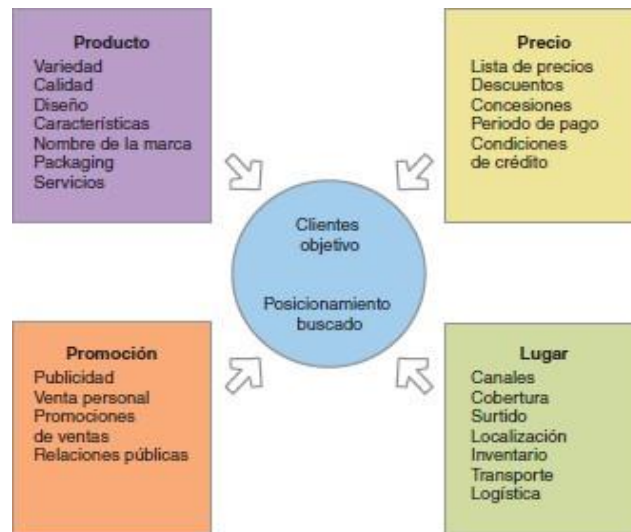 Producto
Variedad
Calidad
Diseño
Características
Nombre de la marca
Packaging
Servicios
Precio
Lista de precios
Descuentos
Concesiones
Periodo de pago
Condiciones
de crédito
Clientes
objetivo
Posicionamiento
buscado
Promoción
Publicidad
Venta personal
Promociones
de ventas
Relaciones públicas
Lugar
Canales
Cobertura
Surtido
Localización
Inventario
Transporte
Logística